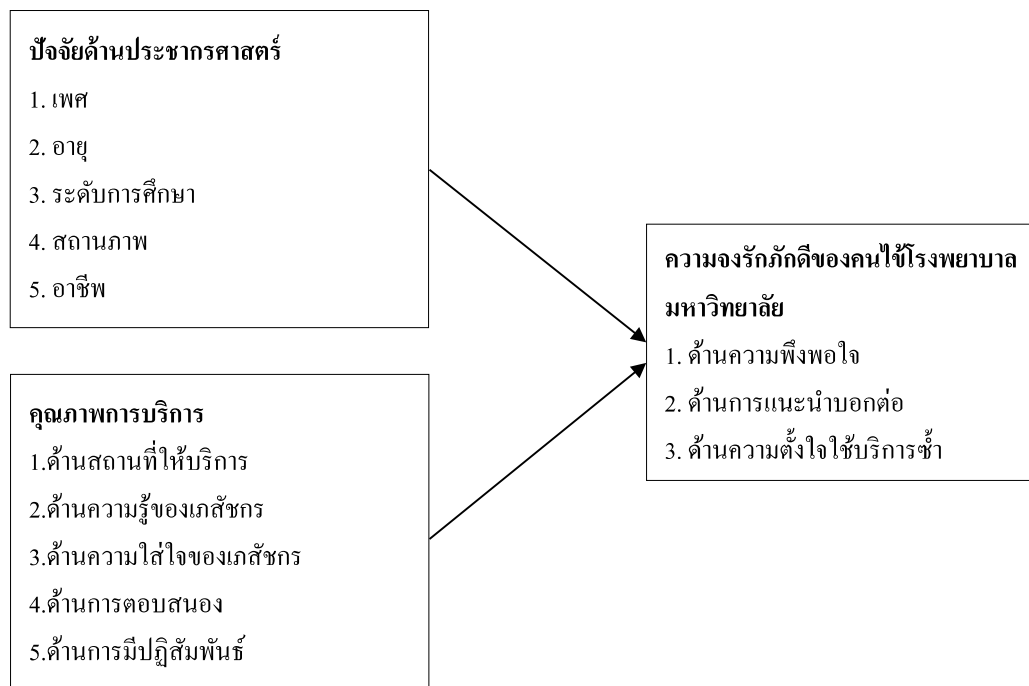 ปัจจัยด้านประชากรศาสตร์
1. เพศ
2. อายุ
3. ระดับการศึกษา
4. สถานภาพ
5. อาชีพ
คุณภาพการบริการ
1.ด้านสถานที่ให้บริการ
2.ด้านความรู้ของเภสัชกร
3.ด้านความใส่ใจของเภสัชกร
4.ด้านการตอบสนอง
5.ด้านการมีปฏิสัมพันธ์
ความจงรักภักดีของคนไข้โรงพยาบาล
มหาวิทยาลัย
1. ด้านความพึงพอใจ
2. ด้านการแนะนำบอกต่อ
3. ด้านความตั้งใจใช้บริการซ้ำ